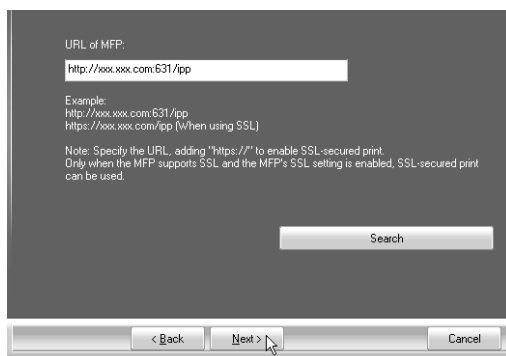 URL of MFP:
http://xxx.xxx.com:631/ipp
Example:
http://xxx.xxx.com:631/ipp
https://xxx.xxx.com/ipp (When using SSL)
Note: Specify the URL, adding "https://" to enable SSL-secured print.
Only when the MFP supports SSL and the MFP's SSL setting is enabled, SSL-secured print
can be used.
Search
< Back Next > Cancel